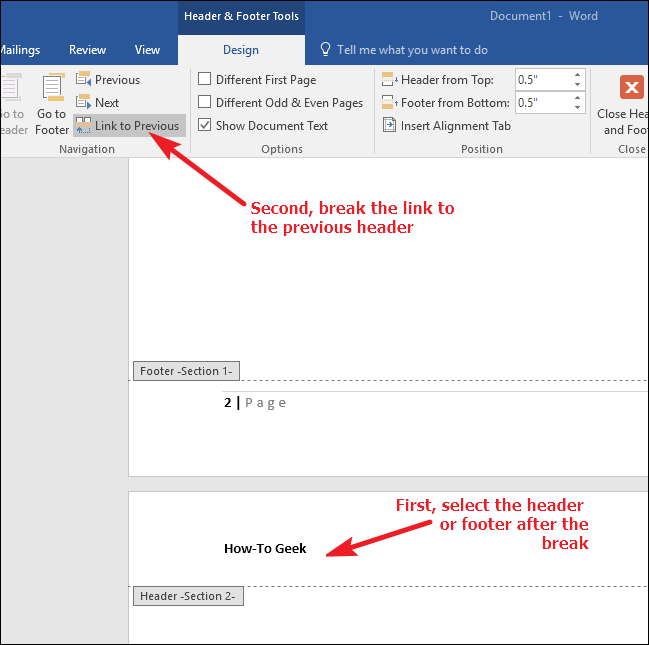 Header & Footer Tools
Document1 - Word
Mailings Review View Design Tell me what you want to do
Go to Header
Go to Footer
Previous
Next
Link to Previous
Navigation
Different First Page
Different Odd & Even Pages
Show Document Text
Options
Header from Top: 0.5"
Footer from Bottom: 0.5"
Insert Alignment Tab
Position
Close Hea
and Foot
Close
Second, break the link to
the previous header
Footer -Section 1-
2 | Page
First, select the header
or footer after the
break
How-To Geek
Header -Section 2-